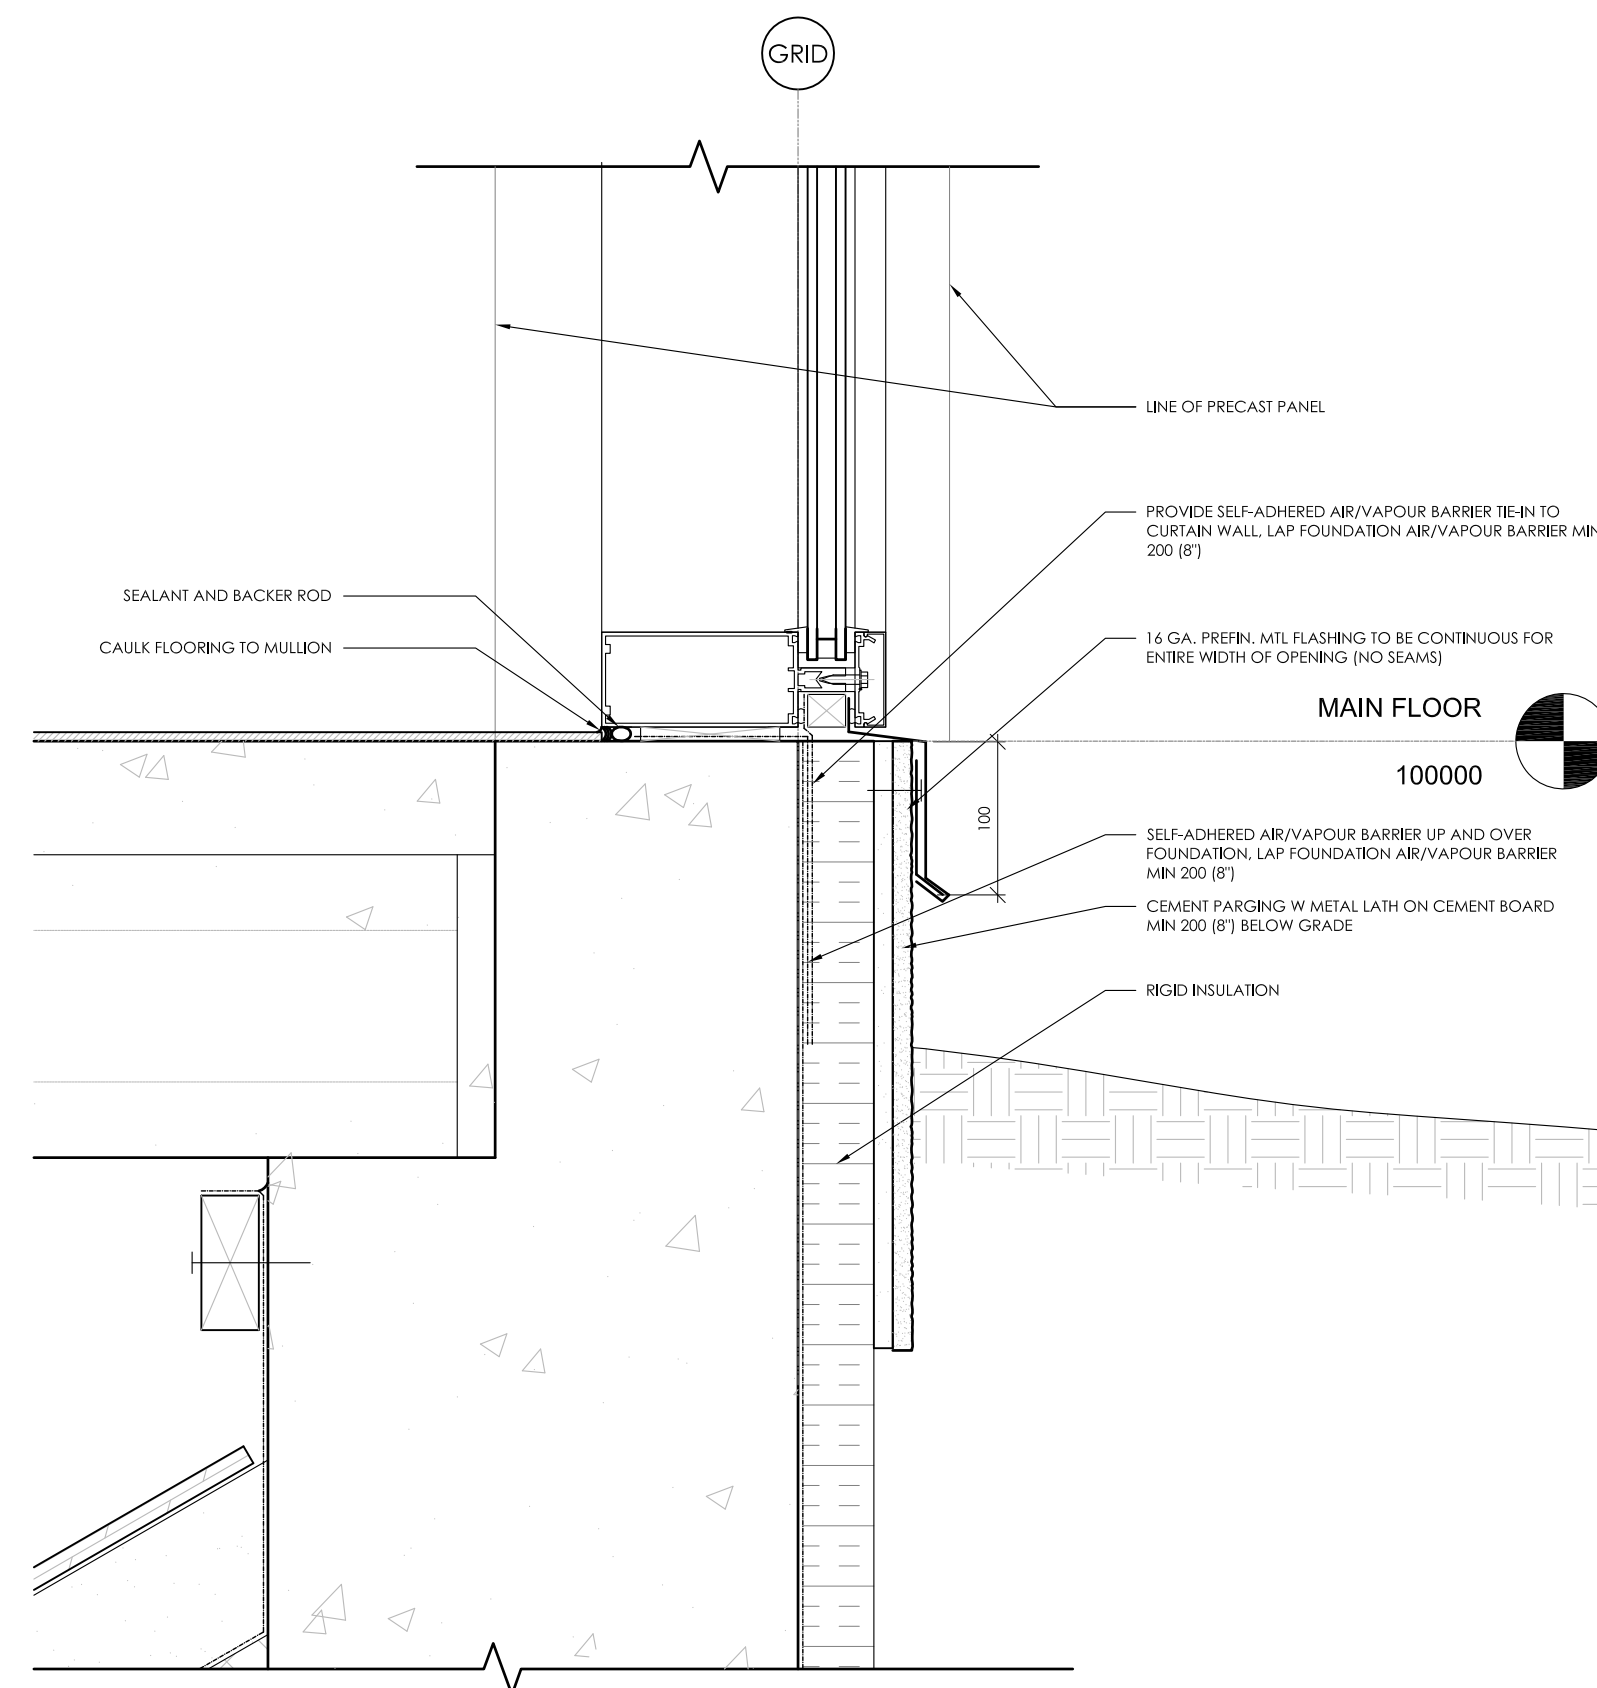 GRID
LINE OF PRECAST PANEL
PROVIDE SELF-ADHERED AIR/VAPOUR BARRIER TIE-IN TO
CURTAIN WALL, LAP FOUNDATION AIR/VAPOUR BARRIER MIN
200 (8")
SEALANT AND BACKER ROD
CAULK FLOORING TO MULLION
16 GA. PREFIN. MTL FLASHING TO BE CONTINUOUS FOR
ENTIRE WIDTH OF OPENING (NO SEAMS)
MAIN FLOOR
100000
100
SELF-ADHERED AIR/VAPOUR BARRIER UP AND OVER
FOUNDATION, LAP FOUNDATION AIR/VAPOUR BARRIER
MIN 200 (8")
CEMENT PARGING W METAL LATH ON CEMENT BOARD
MIN 200 (8") BELOW GRADE
RIGID INSULATION